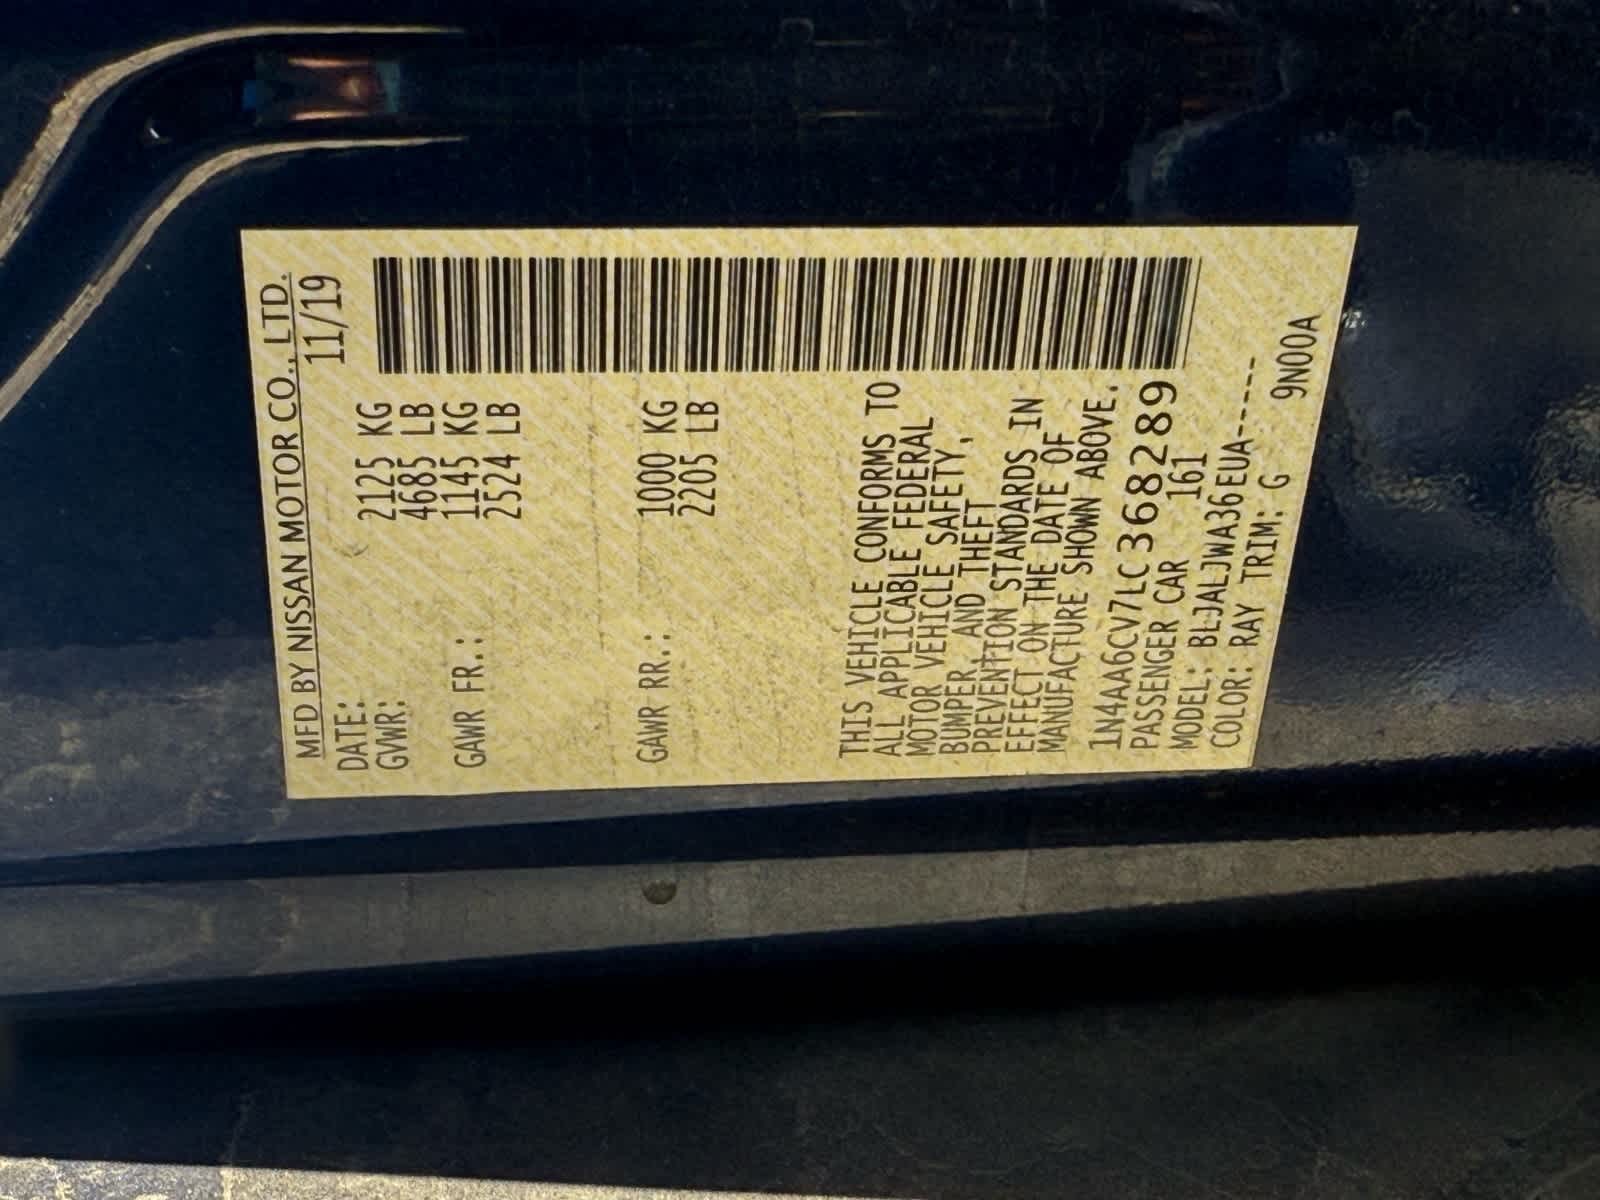 MFD BY NISSAN MOTOR CO., LTD.
DATE: 11/19
GVWR: 2125 KG
4685 LB
GAWR FR.: 1145 KG
2524 LB
GAWR RR.: 1000 KG
2205 LB
THIS VEHICLE CONFORMS TO
ALL APPLICABLE FEDERAL
MOTOR VEHICLE SAFETY,
BUMPER, AND THEFT
PREVENTION STANDARDS IN
EFFECT ON THE DATE OF
MANUFACTURE SHOWN ABOVE.
1N4AA6CV7LC368289
PASSENGER CAR 161
MODEL: BLJALJWA36EUA-----
COLOR: RAY TRIM: G 9N00A